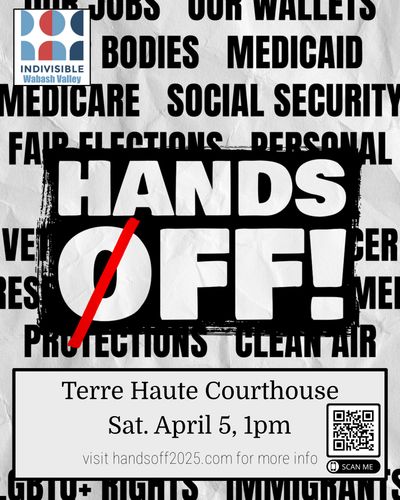 OUR JOBS OUR WALLETS
INDIVISIBLE
Wabash Valley
BODIES MEDICAID
MEDICARE SOCIAL SECURITY
FAIR ELECTIONS PERSONAL
HANDS
OFF!
PROTECTIONS CLEAN AIR
Terre Haute Courthouse
Sat. April 5, 1pm
visit handsoff2025.com for more info
SCAN ME
LGBTQ+ RIGHTS IMMIGRANTS